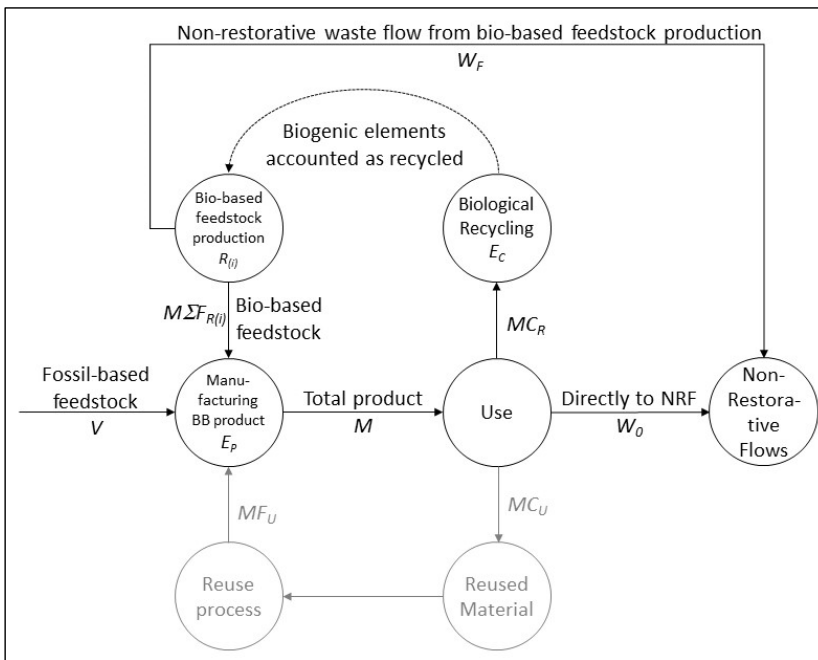 Non-restorative waste flow from bio-based feedstock production
W_F
Biogenic elements
accounted as recycled
Bio-based
feedstock
production
R_(i)
Biological
Recycling
E_C
MΣF_R(i)
Bio-based
feedstock
MC_R
Fossil-based
feedstock
V
Manu-
facturing
BB product
E_P
Total product
M
Use
Directly to NRF
W_0
Non-
Restora-
tive
Flows
MF_U
MC_U
Reuse
process
Reused
Material